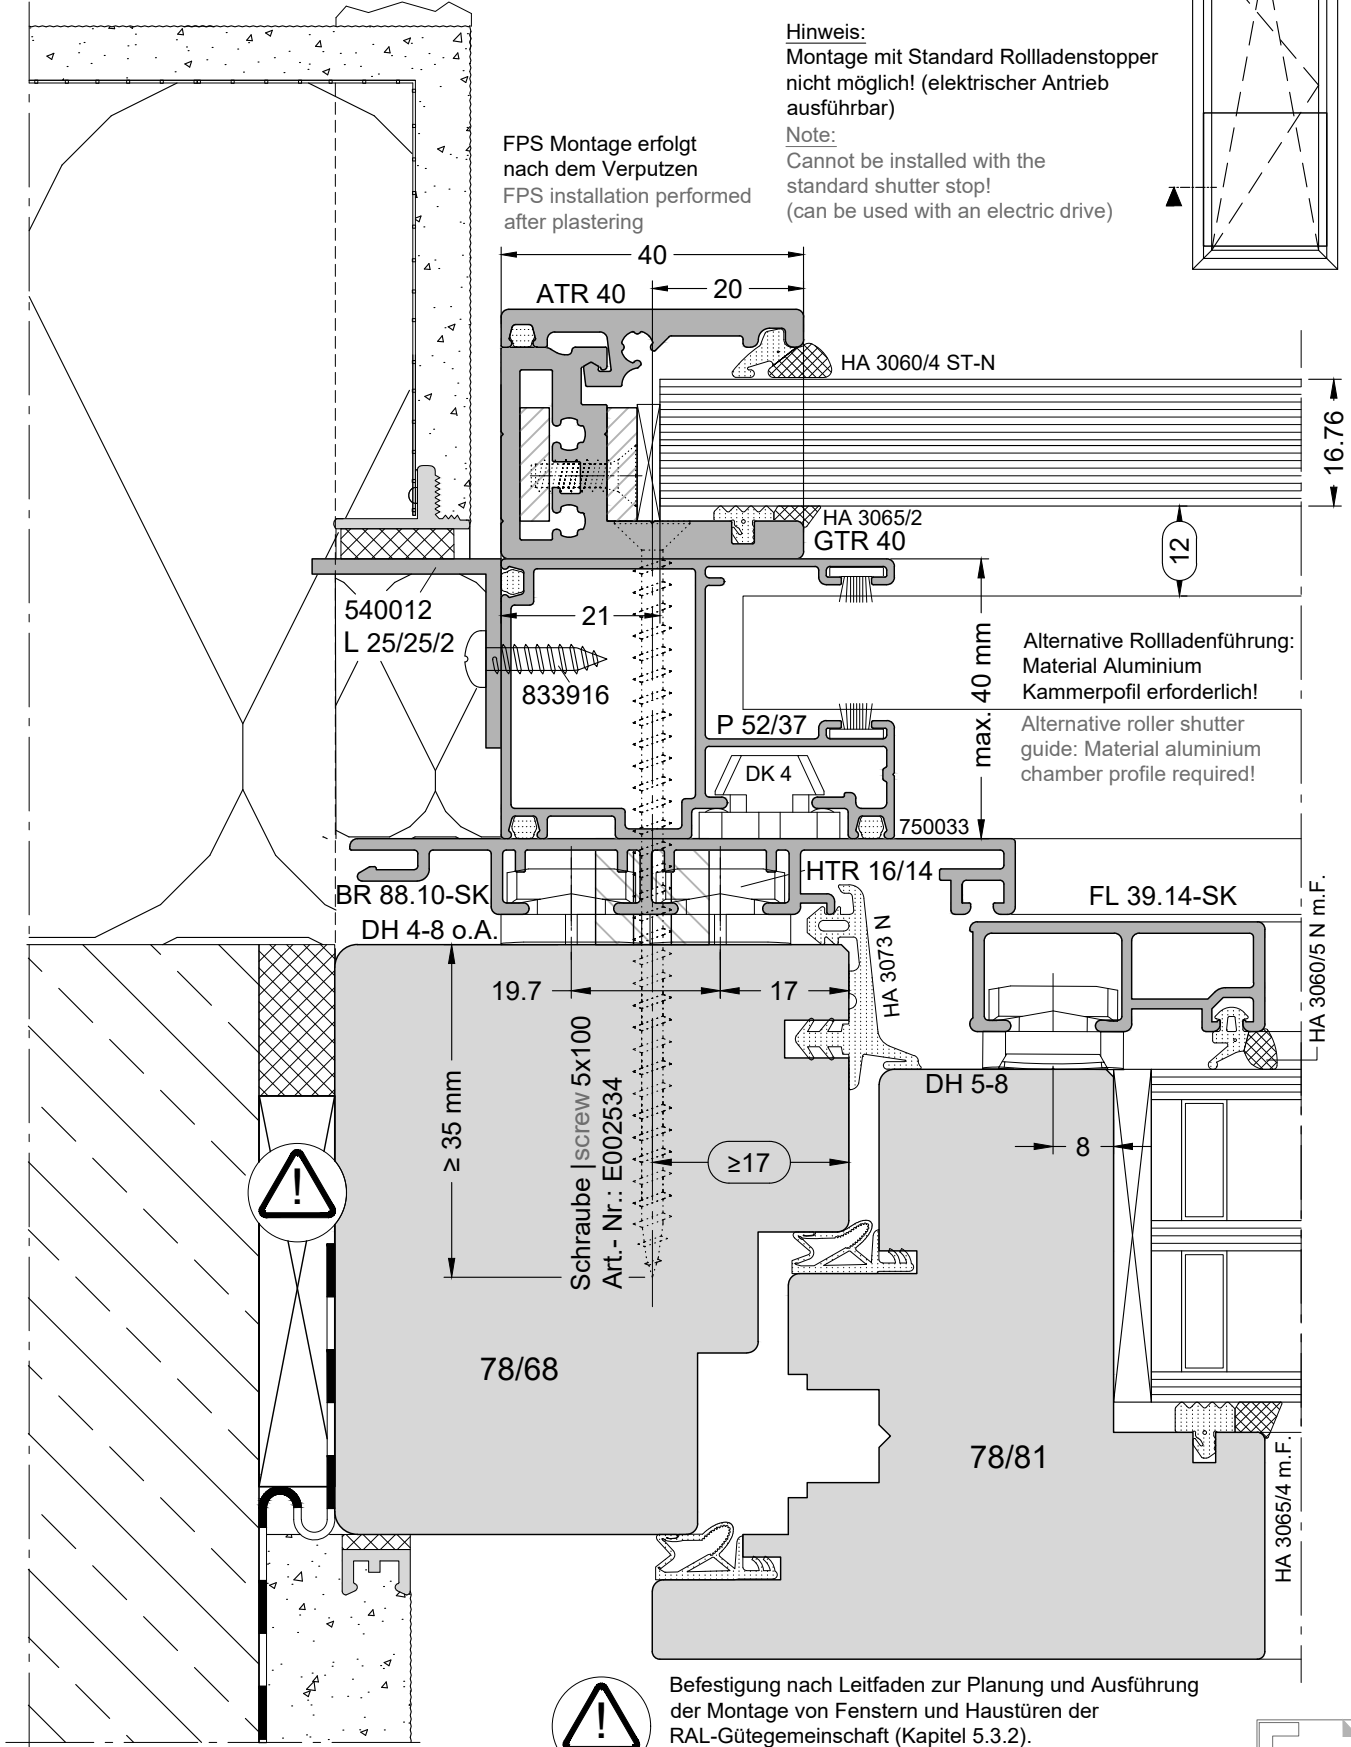 Hinweis:
Montage mit Standard Rollladenstopper
nicht möglich! (elektrischer Antrieb
ausführbar)
Note:
Cannot be installed with the
standard shutter stop!
(can be used with an electric drive)
FPS Montage erfolgt
nach dem Verputzen
FPS installation performed
after plastering
40
20
ATR 40
HA 3060/4 ST-N
16.76
HA 3065/2
GTR 40
12
540012
L 25/25/2
21
833916
P 52/37
DK 4
max. 40 mm
Alternative Rollladenführung:
Material Aluminium
Kammerpofil erforderlich!
Alternative roller shutter
guide: Material aluminium
chamber profile required!
750033
HTR 16/14
BR 88.10-SK
FL 39.14-SK
DH 4-8 o.A.
HA 3073 N
HA 3060/5 N m.F.
19.7
17
DH 5-8
≥ 35 mm
Schraube |screw 5x100
Art.- Nr.: E002534
≥17
8
!
78/68
78/81
HA 3065/4 m.F.
!
Befestigung nach Leitfaden zur Planung und Ausführung
der Montage von Fenstern und Haustüren der
RAL-Gütegemeinschaft (Kapitel 5.3.2).